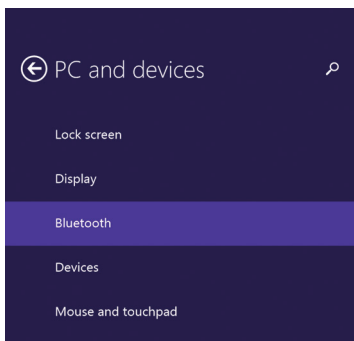 PC and devices
Lock screen
Display
Bluetooth
Devices
Mouse and touchpad